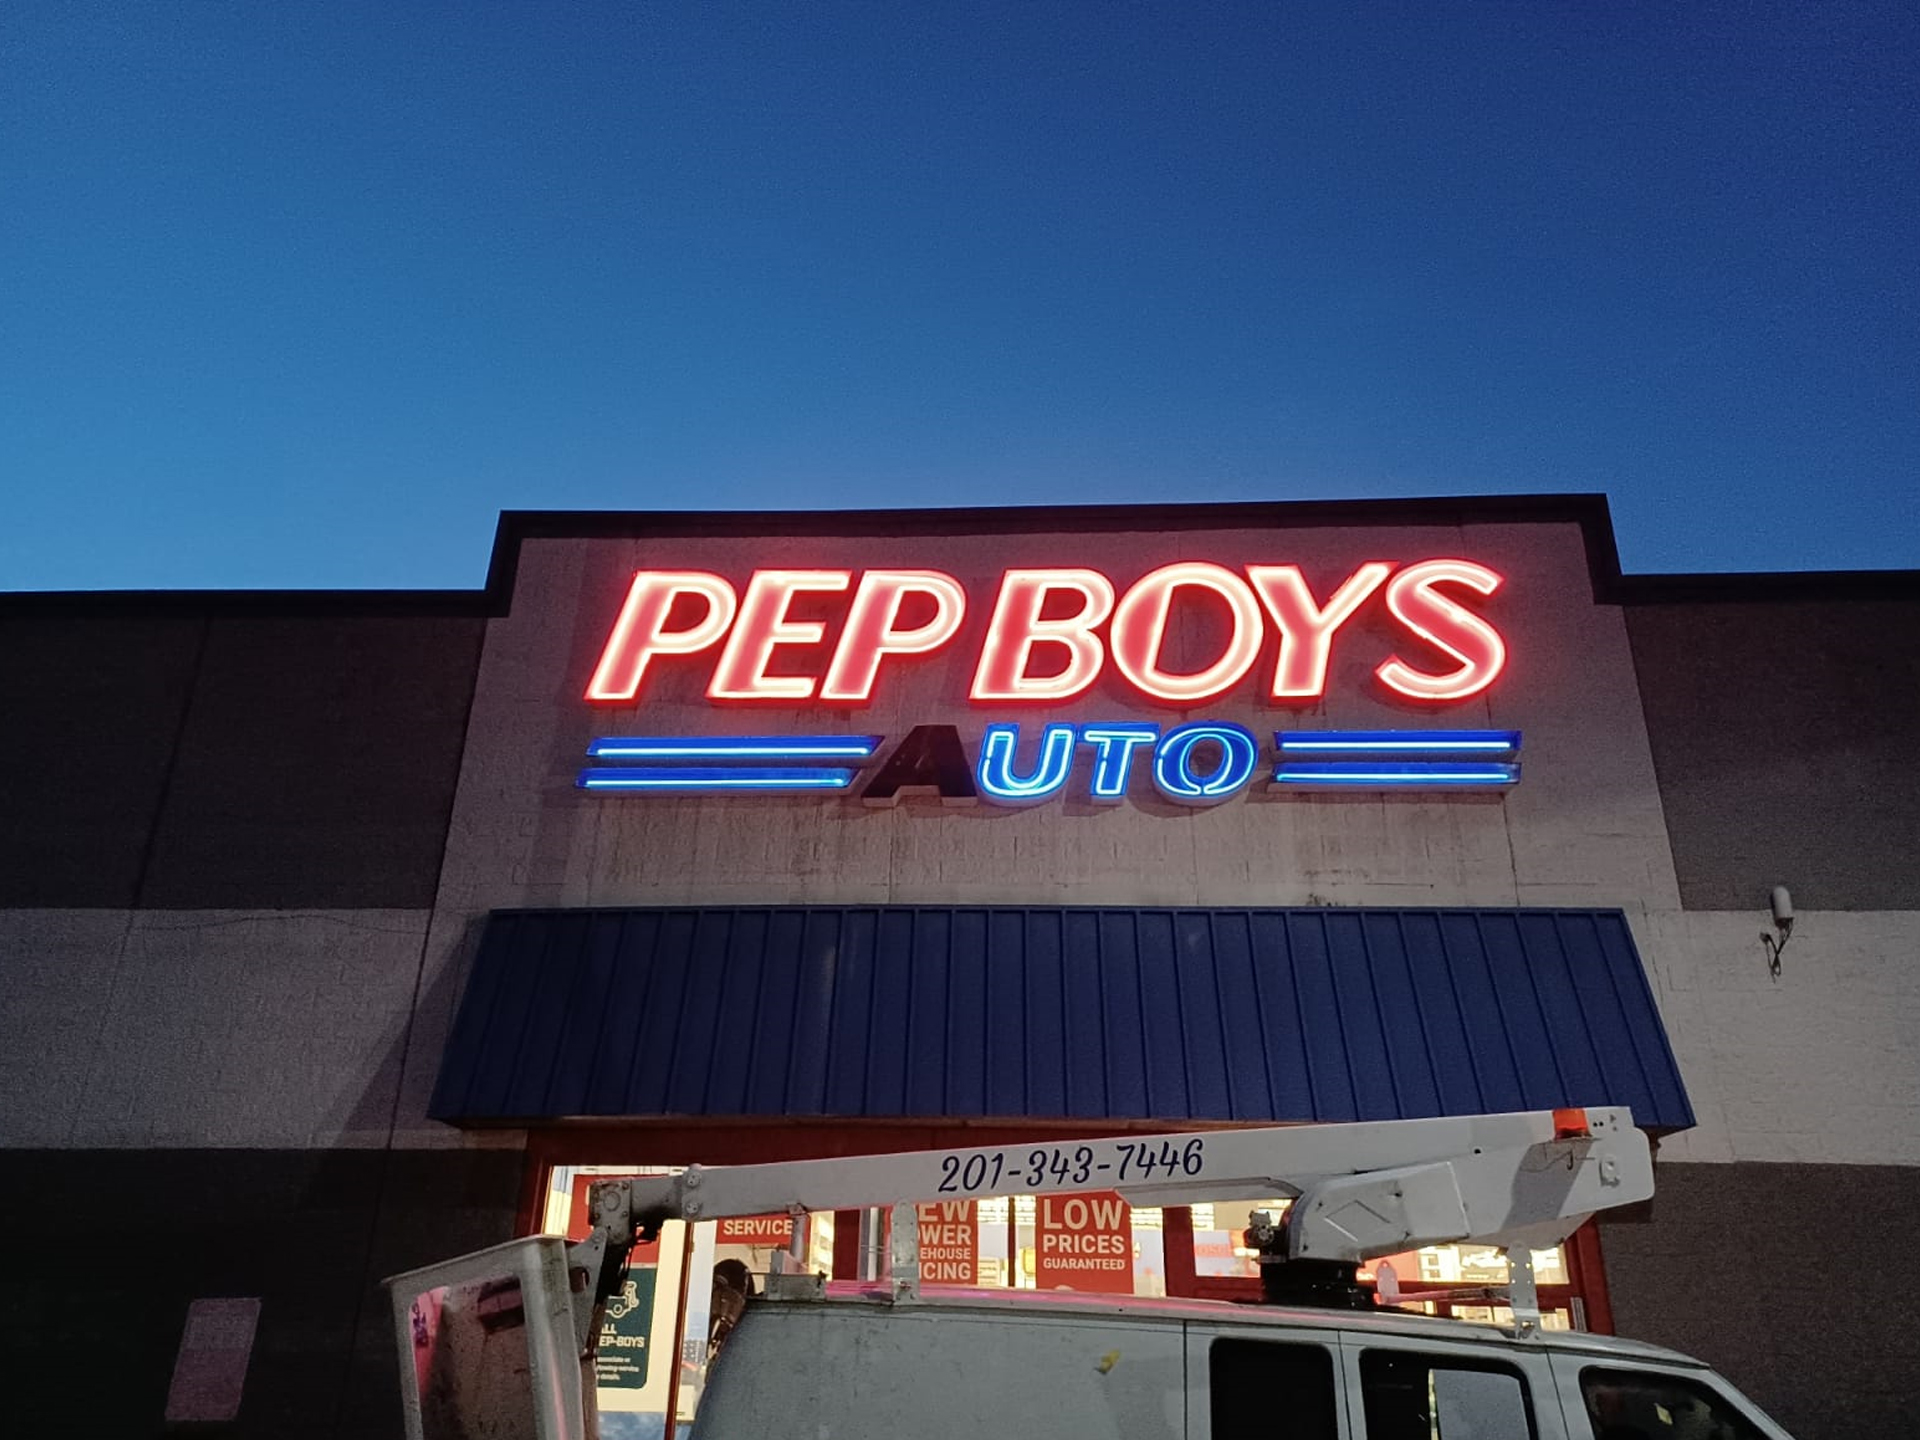 PEP BOYS
AUTO
201-343-7446
SERVICE
LOW
PRICES
GUARANTEED